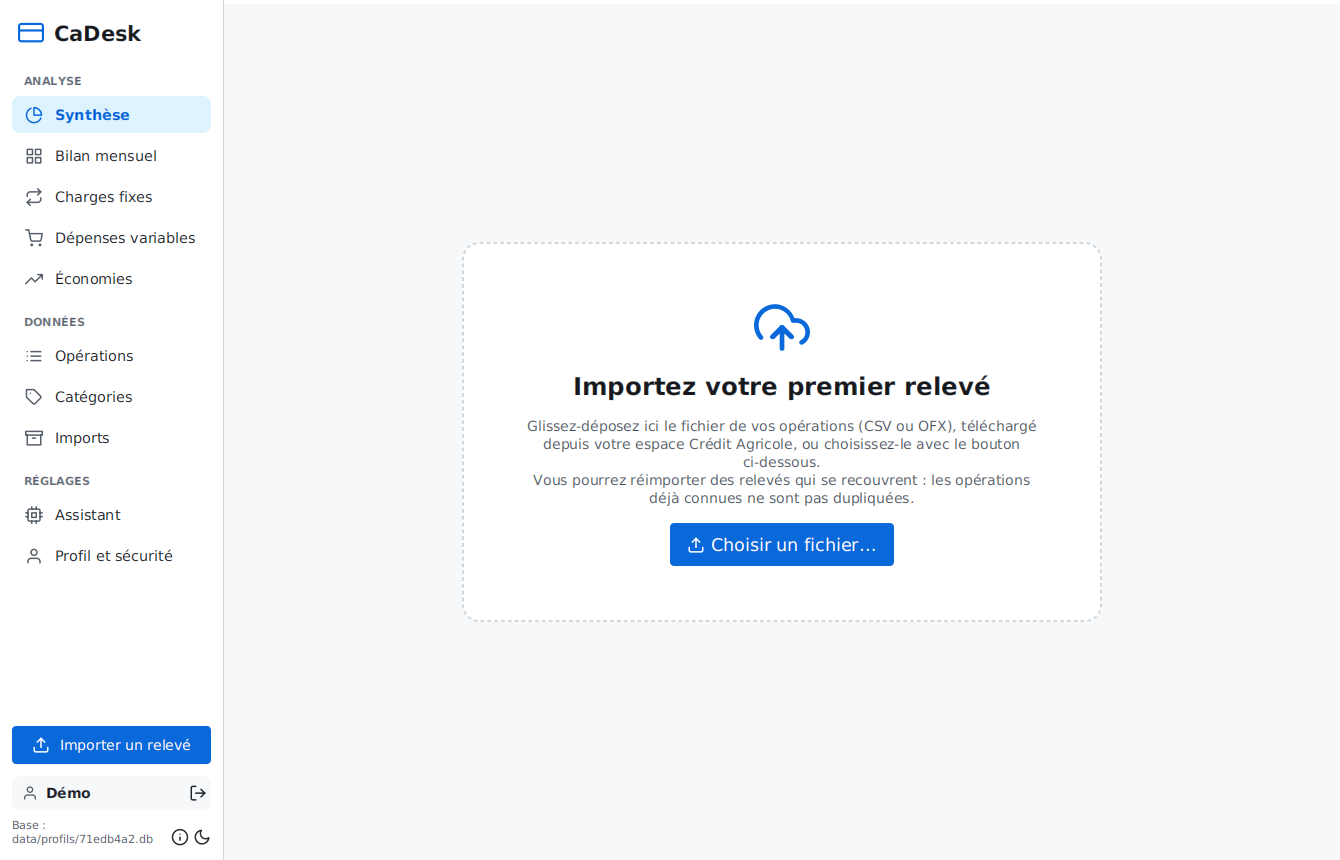 CaDesk
ANALYSE
Synthèse
Bilan mensuel
Charges fixes
Dépenses variables
Économies
DONNÉES
Opérations
Catégories
Imports
RÉGLAGES
Assistant
Profil et sécurité
Importer un relevé
Démo
Base :
data/profils/71edb4a2.db
Importez votre premier relevé
Glissez-déposez ici le fichier de vos opérations (CSV ou OFX), téléchargé
depuis votre espace Crédit Agricole, ou choisissez-le avec le bouton
ci-dessous.
Vous pourrez réimporter des relevés qui se recouvrent : les opérations
déjà connues ne sont pas dupliquées.
Choisir un fichier…